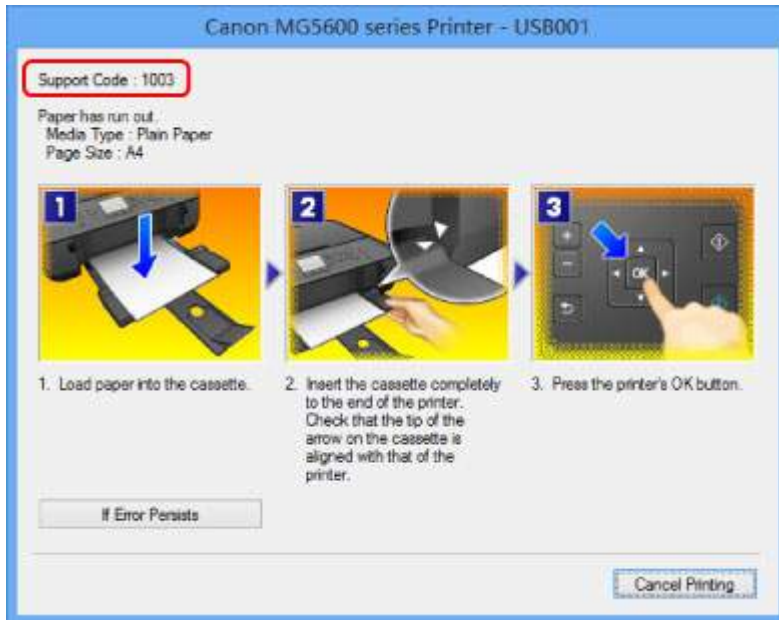 Canon MG5600 series Printer - USB001
Support Code : 1003
Paper has run out.
Media Type : Plain Paper
Page Size : A4
1
2
3
OK
1. Load paper into the cassette.
2. Insert the cassette completely
to the end of the printer.
Check that the tip of the
arrow on the cassette is
aligned with that of the
printer.
3. Press the printer's OK button.
If Error Persists
Cancel Printing